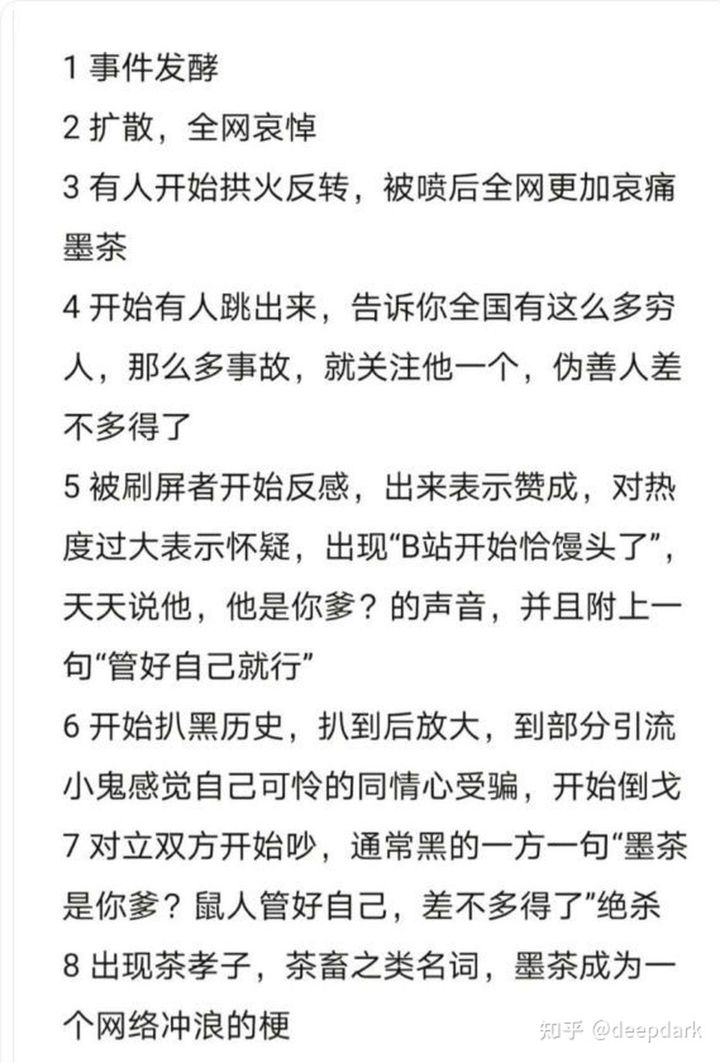 1 事件发酵
2 扩散，全网哀悼
3 有人开始拱火反转，被喷后全网更加哀痛
墨茶
4 开始有人跳出来，告诉你全国有这么多穷
人，那么多事故，就关注他一个，伪善人差
不多得了
5 被刷屏者开始反感，出来表示赞成，对热
度过大表示怀疑，出现“B站开始恰馒头了”，
天天说他，他是你爹？的声音，并且附上一
句“管好自己就行”
6 开始扒黑历史，扒到后放大，到部分引流
小鬼感觉自己可怜的同情心受骗，开始倒戈
7 对立双方开始吵，通常黑的一方一句“墨茶
是你爹？鼠人管好自己，差不多得了”绝杀
8 出现茶孝子，茶畜之类名词，墨茶成为一
个网络冲浪的梗
知乎 @deepdark